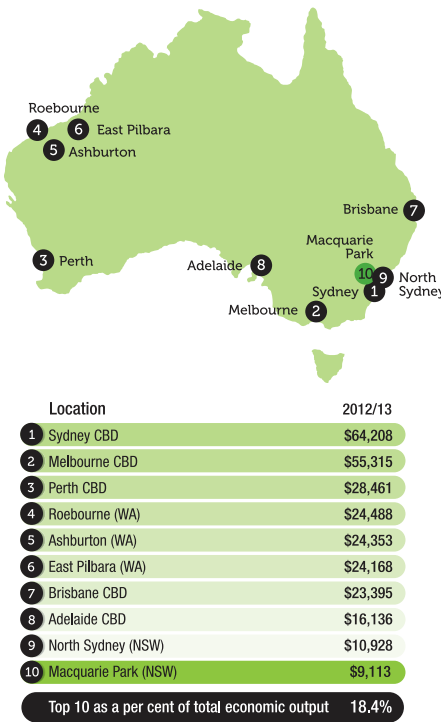 Roebourne
4
6
East Pilbara
5
Ashburton
Brisbane
7
Macquarie
Park
3
Perth
Adelaide
8
10
9
North
Sydney
Sydney
1
Melbourne
2
Location 2012/13
1 Sydney CBD $64,208
2 Melbourne CBD $55,315
3 Perth CBD $28,461
4 Roebourne (WA) $24,488
5 Ashburton (WA) $24,353
6 East Pilbara (WA) $24,168
7 Brisbane CBD $23,395
8 Adelaide CBD $16,136
9 North Sydney (NSW) $10,928
10 Macquarie Park (NSW) $9,113
Top 10 as a per cent of total economic output 18,4%